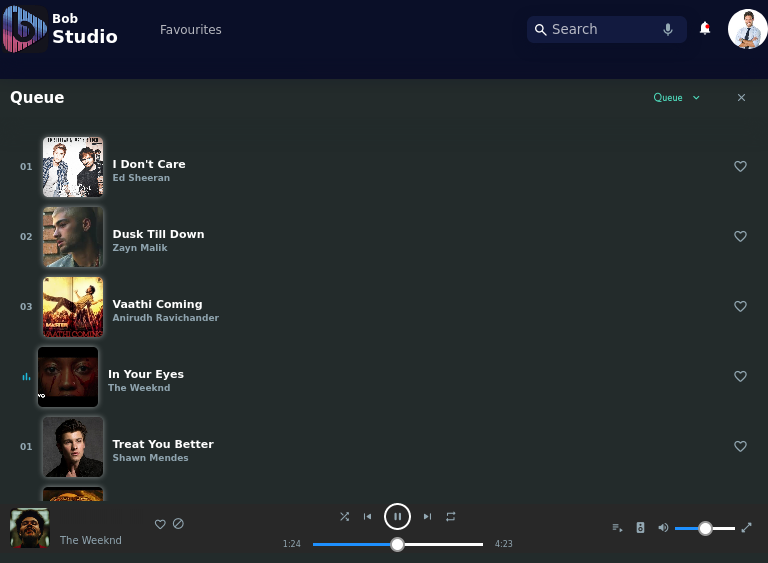 Bob
Studio
Favourites
Search
Queue
Queue
01
I Don't Care
Ed Sheeran
02
Dusk Till Down
Zayn Malik
03
Vaathi Coming
Anirudh Ravichander
In Your Eyes
The Weeknd
01
Treat You Better
Shawn Mendes
The Weeknd
1:24
4:23